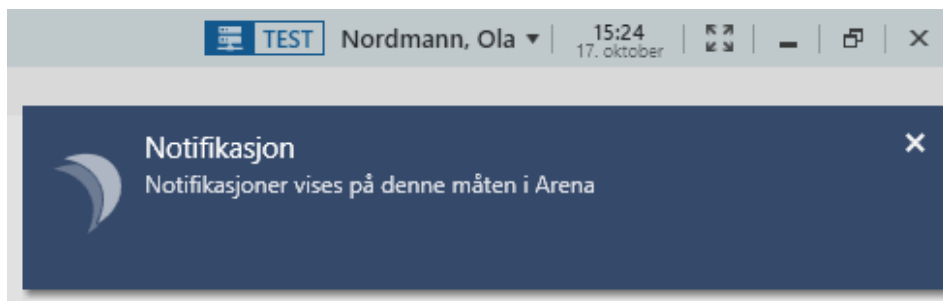 TEST Nordmann, Ola 15:24
17. oktober
Notifikasjon
Notifikasjoner vises på denne måten i Arena